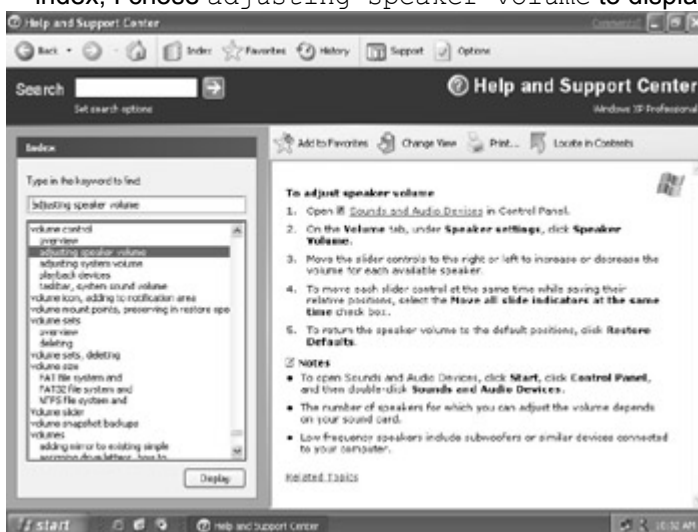 index, I chose adjusting speaker volume to displa
Help and Support Center
Back
Index
Favorites
History
Support
Options
Search
Set search options
Help and Support Center
Windows XP Professional
Index
Add to Favorites
Change View
Print...
Locate in Contents
Type in the keyword to find:
adjusting speaker volume
volume control
overview
adjusting speaker volume
adjusting system volume
playback devices
taskbar, system sound volume
volume icon, adding to notification area
volume mount points, preserving in restore ope
volume sets
overview
deleting
volume sets, deleting
volume size
FAT file system and
FAT32 file system and
NTFS file system and
Volume slider
volume snapshot backups
volumes
adding mirror to existing simple
assigning drive letters, how to
Display
To adjust speaker volume
1. Open Sounds and Audio Devices in Control Panel.
2. On the Volume tab, under Speaker settings, click Speaker
Volume.
3. Move the slider controls to the right or left to increase or decrease the
volume for each available speaker.
4. To move each slider control at the same time while saving their
relative positions, select the Move all slide indicators at the same
time check box.
5. To return the speaker volume to the default positions, click Restore
Defaults.
Notes
• To open Sounds and Audio Devices, click Start, click Control Panel,
and then double-click Sounds and Audio Devices.
• The number of speakers for which you can adjust the volume depends
on your sound card.
• Low frequency speakers include subwoofers or similar devices connected
to your computer.
Related Topics
start
Help and Support Center
10:32 AM